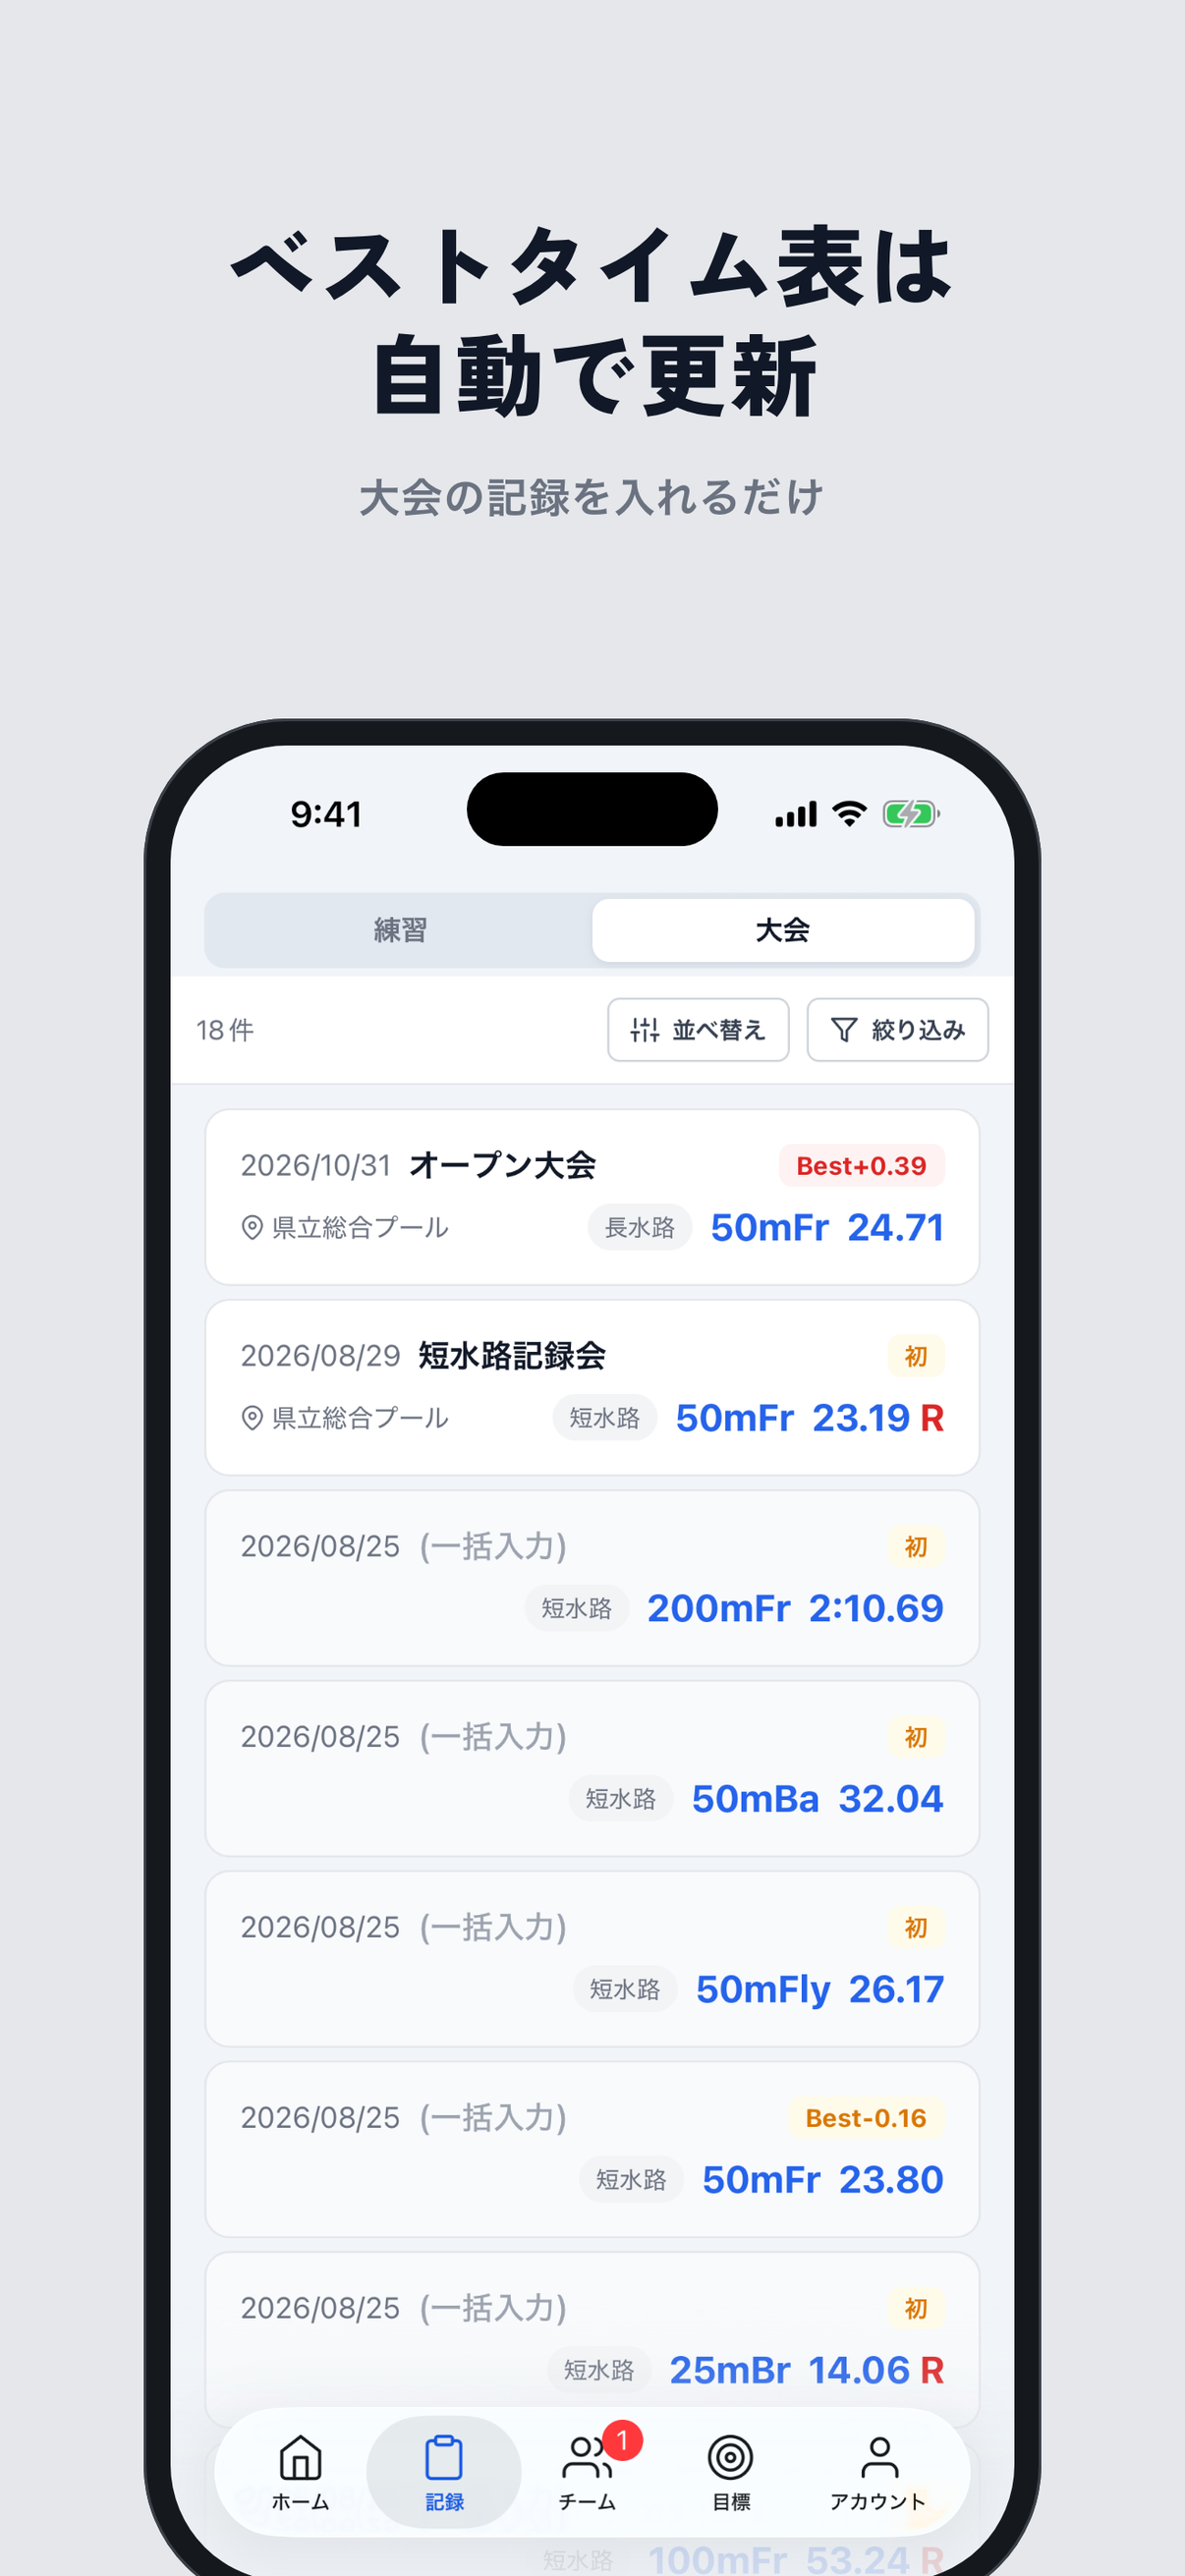 ベストタイム表は
自動で更新
大会の記録を入れるだけ
9:41
練習 大会
18件 並べ替え 絞り込み
2026/10/31 オープン大会 Best+0.39
県立総合プール 長水路 50mFr 24.71
2026/08/29 短水路記録会 初
県立総合プール 短水路 50mFr 23.19 R
2026/08/25 (一括入力) 初
短水路 200mFr 2:10.69
2026/08/25 (一括入力) 初
短水路 50mBa 32.04
2026/08/25 (一括入力) 初
短水路 50mFly 26.17
2026/08/25 (一括入力) Best-0.16
短水路 50mFr 23.80
2026/08/25 (一括入力) 初
短水路 25mBr 14.06 R
1
ホーム 記録 チーム 目標 アカウント
短水路 100mFr 53.24 R